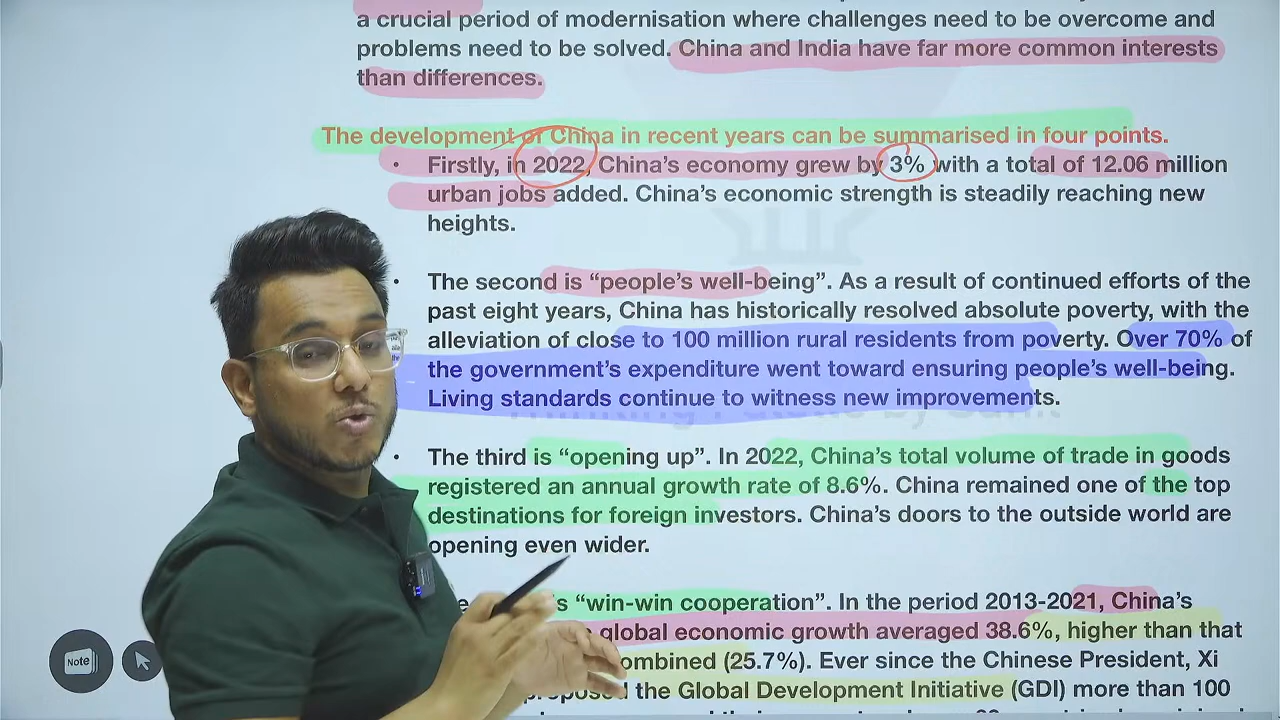 a crucial period of modernisation where challenges need to be overcome and
problems need to be solved. China and India have far more common interests
than differences.
The development of China in recent years can be summarised in four points.
• Firstly, in 2022, China's economy grew by 3% with a total of 12.06 million
urban jobs added. China's economic strength is steadily reaching new
heights.
• The second is “people's well-being”. As a result of continued efforts of the
past eight years, China has historically resolved absolute poverty, with the
alleviation of close to 100 million rural residents from poverty. Over 70% of
the government's expenditure went toward ensuring people's well-being.
Living standards continue to witness new improvements.
• The third is “opening up”. In 2022, China's total volume of trade in goods
registered an annual growth rate of 8.6%. China remained one of the top
destinations for foreign investors. China's doors to the outside world are
opening even wider.
“win-win cooperation”. In the period 2013-2021, China's
global economic growth averaged 38.6%, higher than that
(25.7%). Ever since the Chinese President, Xi
the Global Development Initiative (GDI) more than 100
Note